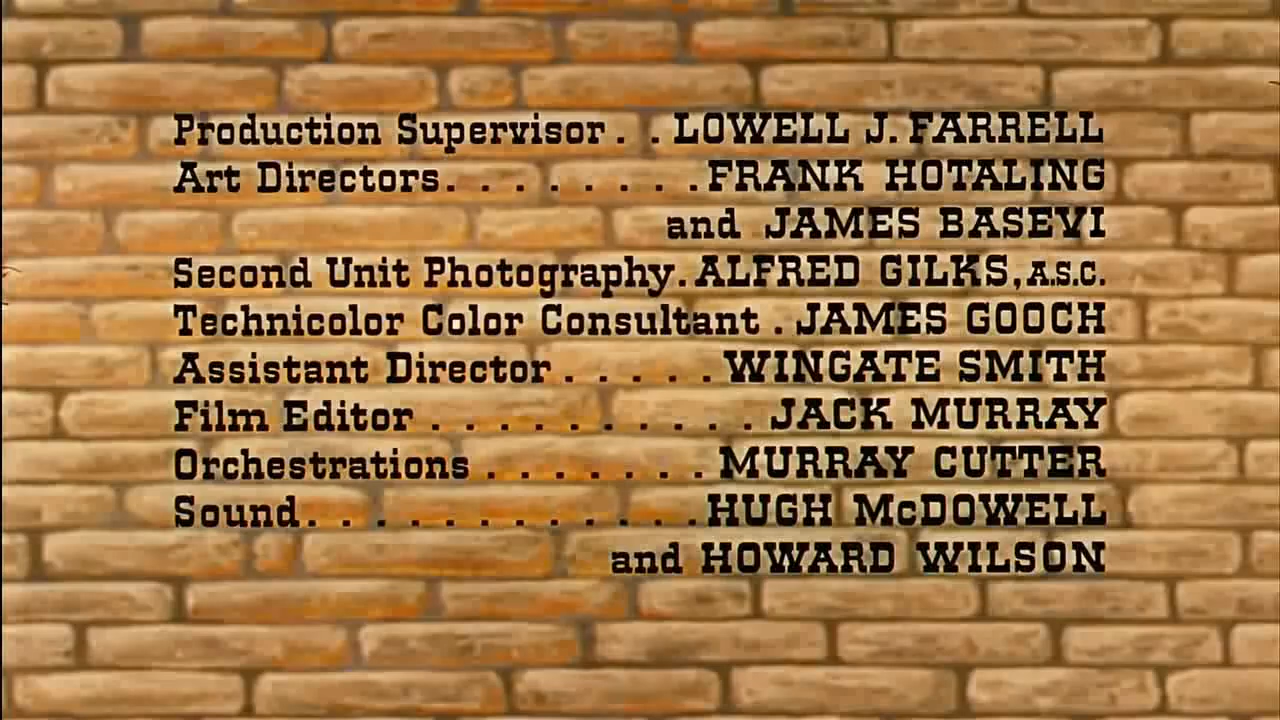 Production Supervisor . . LOWELL J. FARRELL
Art Directors. . . . . . . . FRANK HOTALING
and JAMES BASEVI
Second Unit Photography. ALFRED GILKS, A.S.C.
Technicolor Color Consultant . JAMES GOOCH
Assistant Director . . . . . WINGATE SMITH
Film Editor . . . . . . . . . . JACK MURRAY
Orchestrations . . . . . . . MURRAY CUTTER
Sound. . . . . . . . . . . . HUGH McDOWELL
and HOWARD WILSON